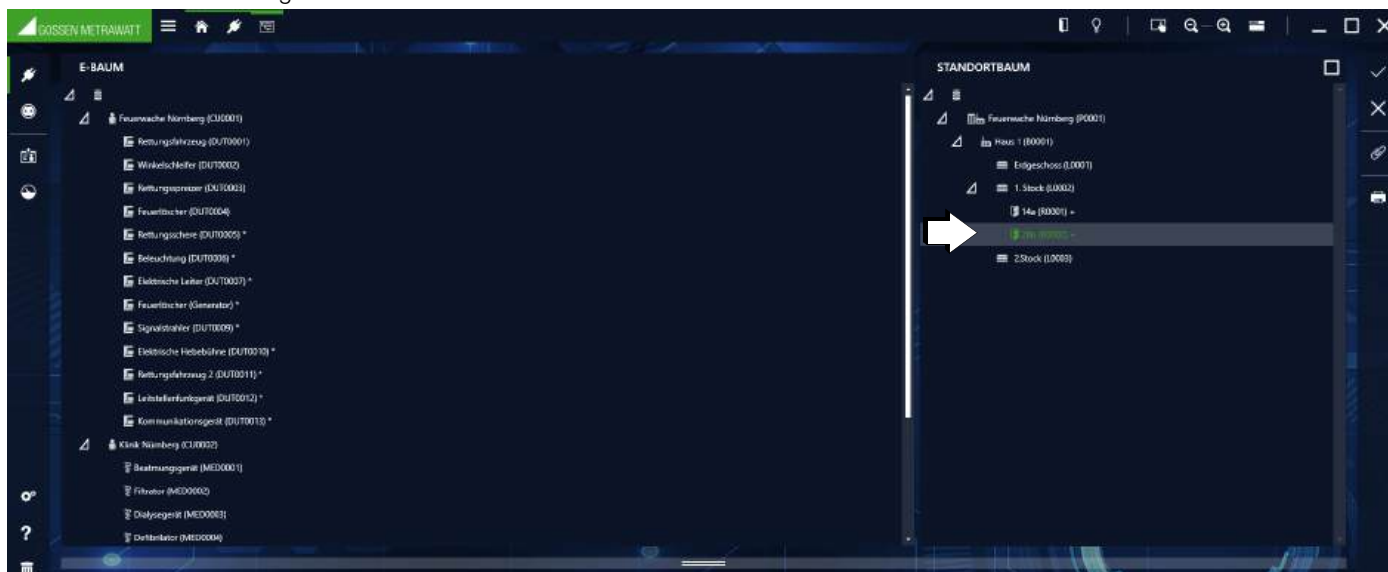 GOSSEN METRAWATT
E-BAUM
Feuerwache Nürnberg (CU0001)
Rettungsfahrzeug (DUT0001)
Winkelschleifer (DUT0002)
Rettungsspreizer (DUT0003)
Feuerlöscher (DUT0004)
Rettungsschere (DUT0005) *
Beleuchtung (DUT0006) *
Elektrische Leiter (DUT0007) *
Feuerlöscher (Generator) *
Signalstrahler (DUT0009) *
Elektrische Hebebühne (DUT0010) *
Rettungsfahrzeug 2 (DUT0011) *
Leitstellenfunkgerät (DUT0012) *
Kommunikationsgerät (DUT0013) *
Klinik Nürnberg (CU0002)
Beatmungsgerät (MED0001)
Filtrator (MED0002)
Dialysegerät (MED0003)
Defibrilator (MED0004)
STANDORTBAUM
Feuerwache Nürnberg (P0001)
Haus 1 (B0001)
Erdgeschoss (L0001)
1. Stock (L0002)
14a (R0001) +
2.Stock (L0003)
?